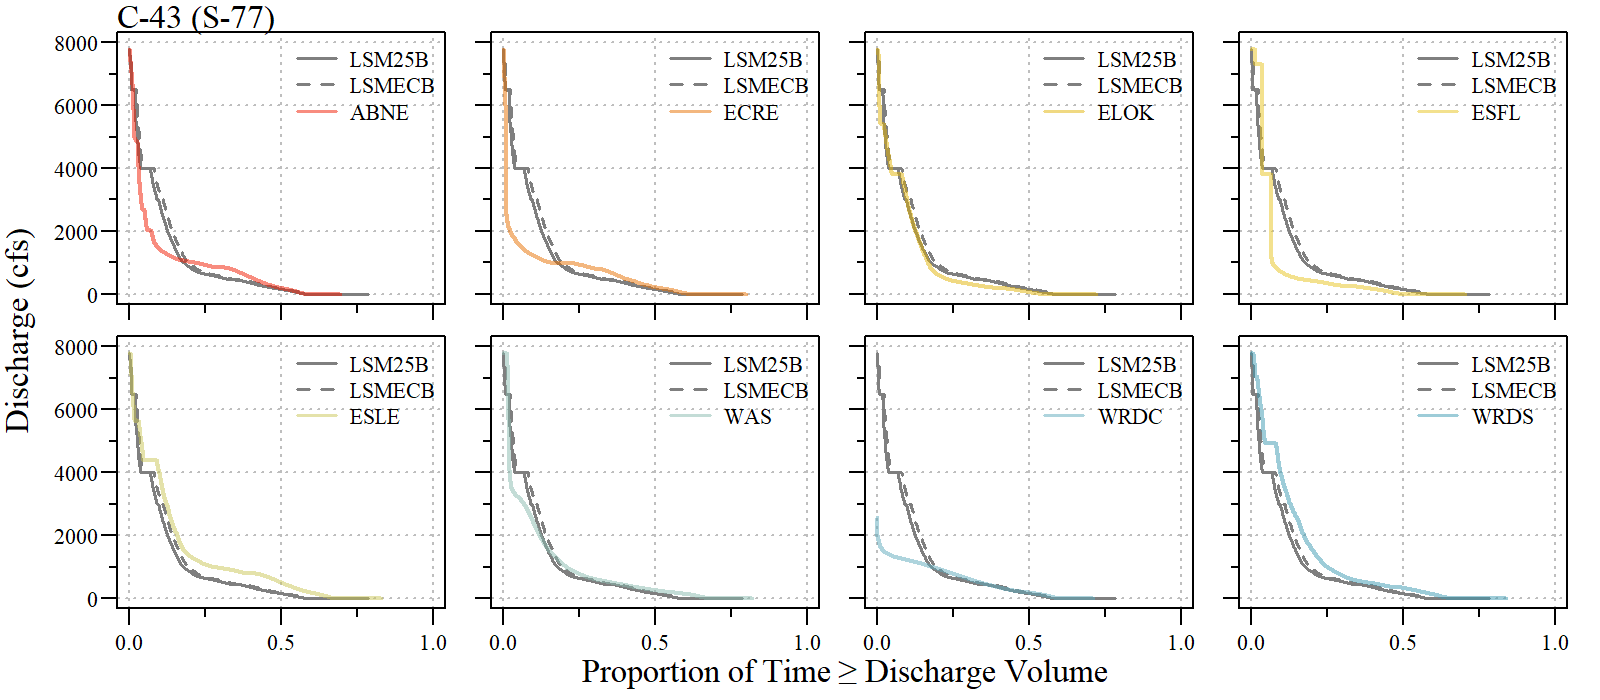 C-43 (S-77)
Discharge (cfs)
8000
6000
4000
2000
0
LSM25B
LSMECB
ABNE
LSM25B
LSMECB
ECRE
LSM25B
LSMECB
ELOK
LSM25B
LSMECB
ESFL
8000
6000
4000
2000
0
LSM25B
LSMECB
ESLE
LSM25B
LSMECB
WAS
LSM25B
LSMECB
WRDC
LSM25B
LSMECB
WRDS
0.0 0.5 1.0
0.0 0.5 1.0
0.0 0.5 1.0
0.0 0.5 1.0
Proportion of Time ≥ Discharge Volume